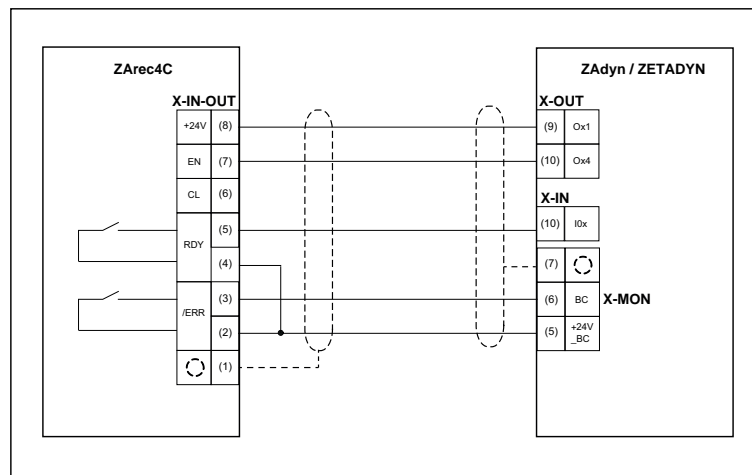 ZArec4C
X-IN-OUT
+24V (8)
EN (7)
CL (6)
RDY (5)
(4)
/ERR (3)
(2)
(1)
ZAdyn / ZETADYN
X-OUT
(9) Ox1
(10) Ox4
X-IN
(10) I0x
(7)
(6) BC
X-MON
(5) +24V
_BC